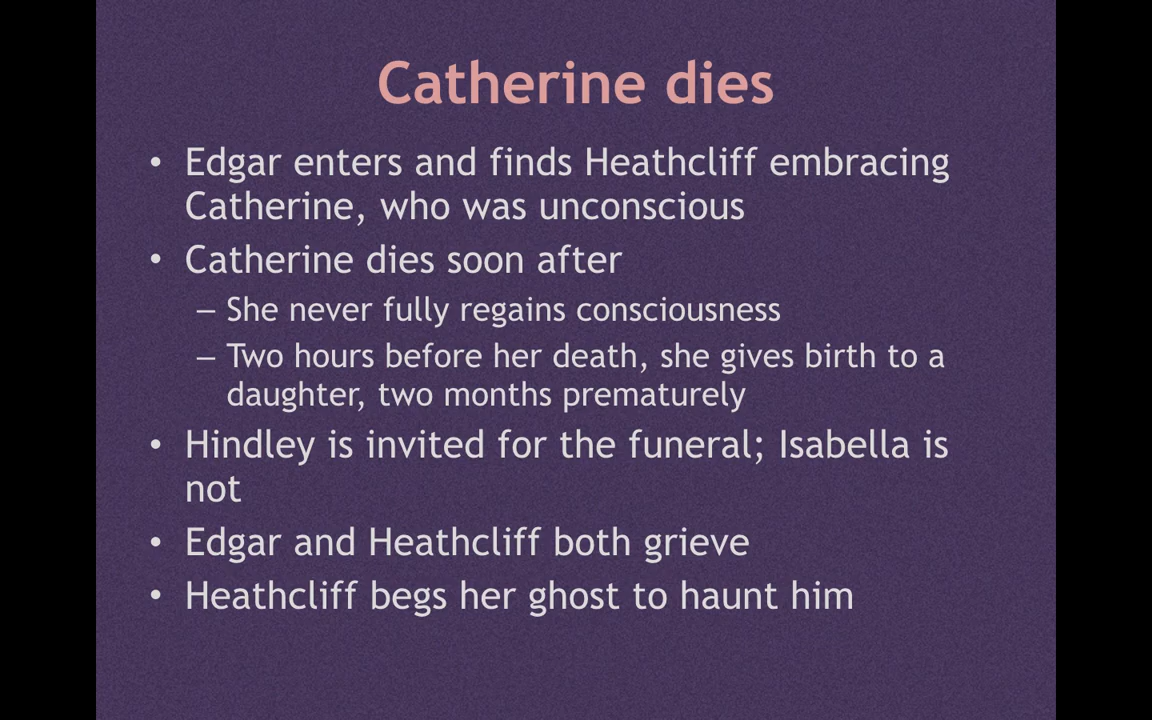 Catherine dies
• Edgar enters and finds Heathcliff embracing
Catherine, who was unconscious
• Catherine dies soon after
– She never fully regains consciousness
– Two hours before her death, she gives birth to a
daughter, two months prematurely
• Hindley is invited for the funeral; Isabella is
not
• Edgar and Heathcliff both grieve
• Heathcliff begs her ghost to haunt him